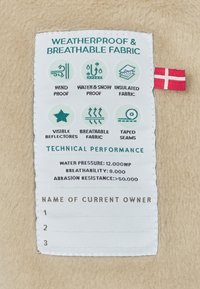 WEATHERPROOF &
BREATHABLE FABRIC
WIND
PROOF
WATER & SNOW
PROOF
INSULATED
FABRIC
VISIBLE
REFLECTORES
BREATHABLE
FABRIC
TAPED
SEAMS
TECHNICAL PERFORMANCE
WATER PRESSURE: 12.000MP
BREATHABILITY: 8.000
ABRASION RESISTANCE: >50.000
NAME OF CURRENT OWNER
1
2
3